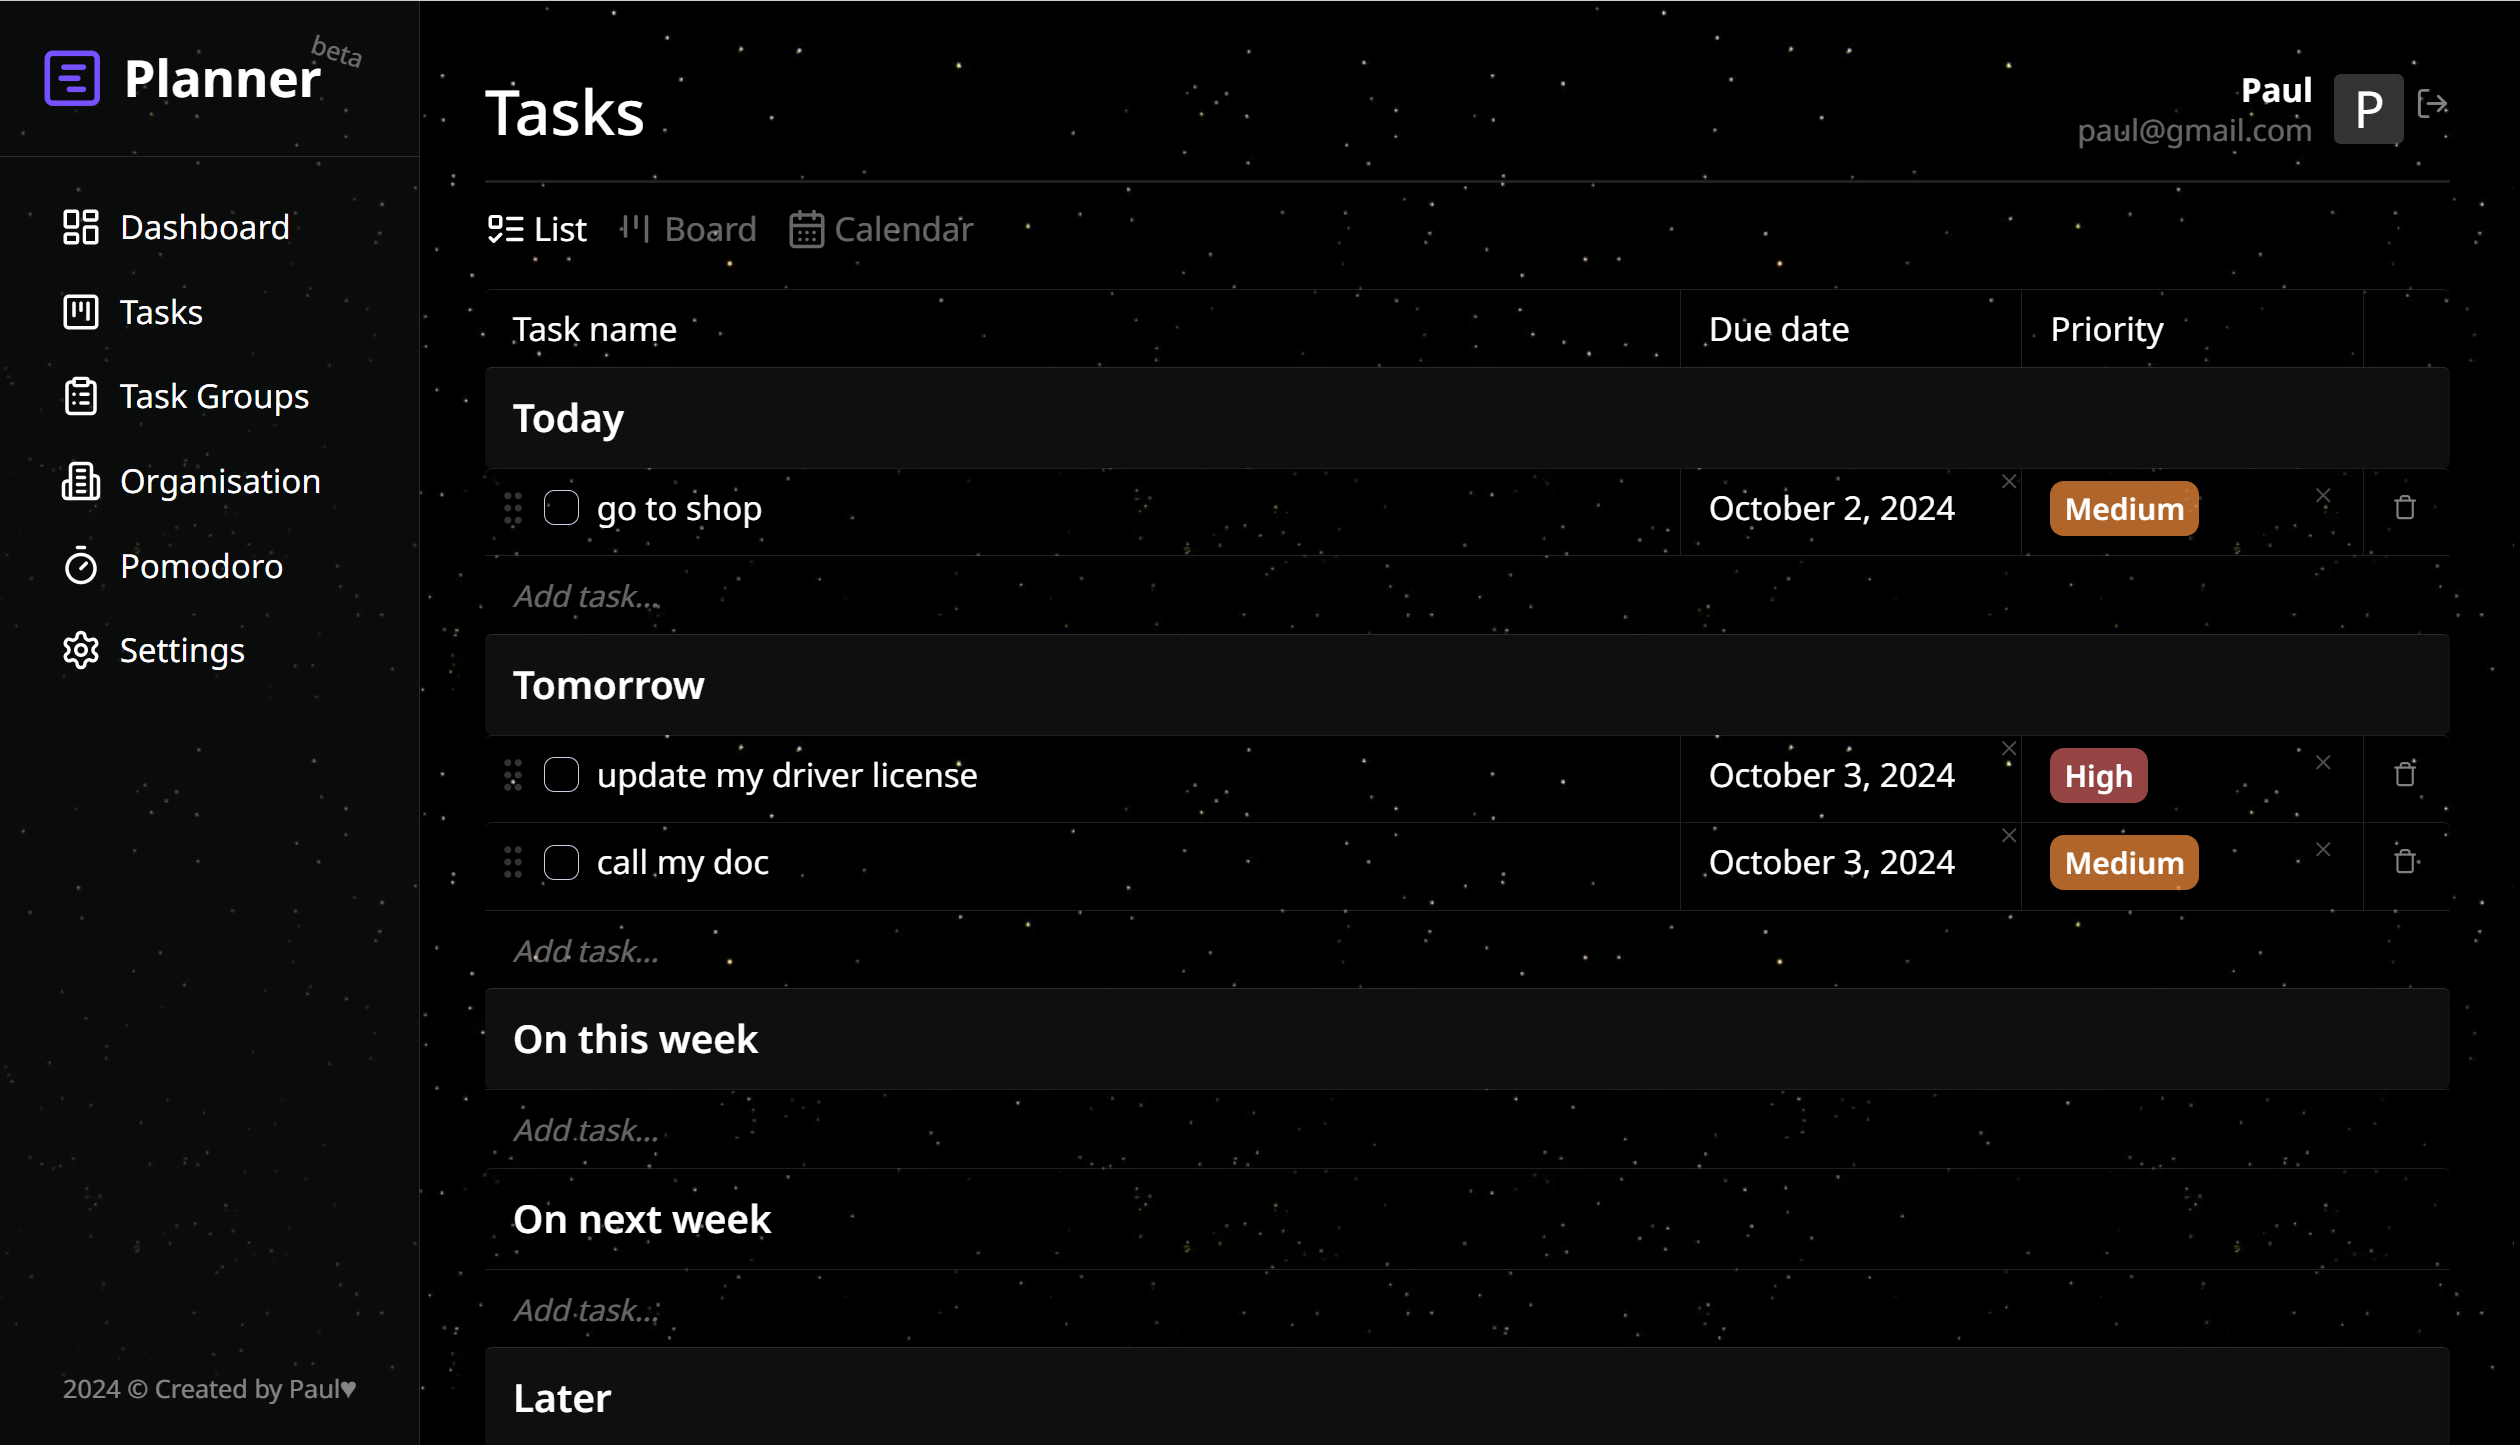 Planner beta
Dashboard
Tasks
Task Groups
Organisation
Pomodoro
Settings
2024 © Created by Paul♥
Tasks
Paul
paul@gmail.com
P
List Board Calendar
Task name Due date Priority
Today
go to shop October 2, 2024 Medium
Add task...
Tomorrow
update my driver license October 3, 2024 High
call my doc October 3, 2024 Medium
Add task...
On this week
Add task...
On next week
Add task...
Later